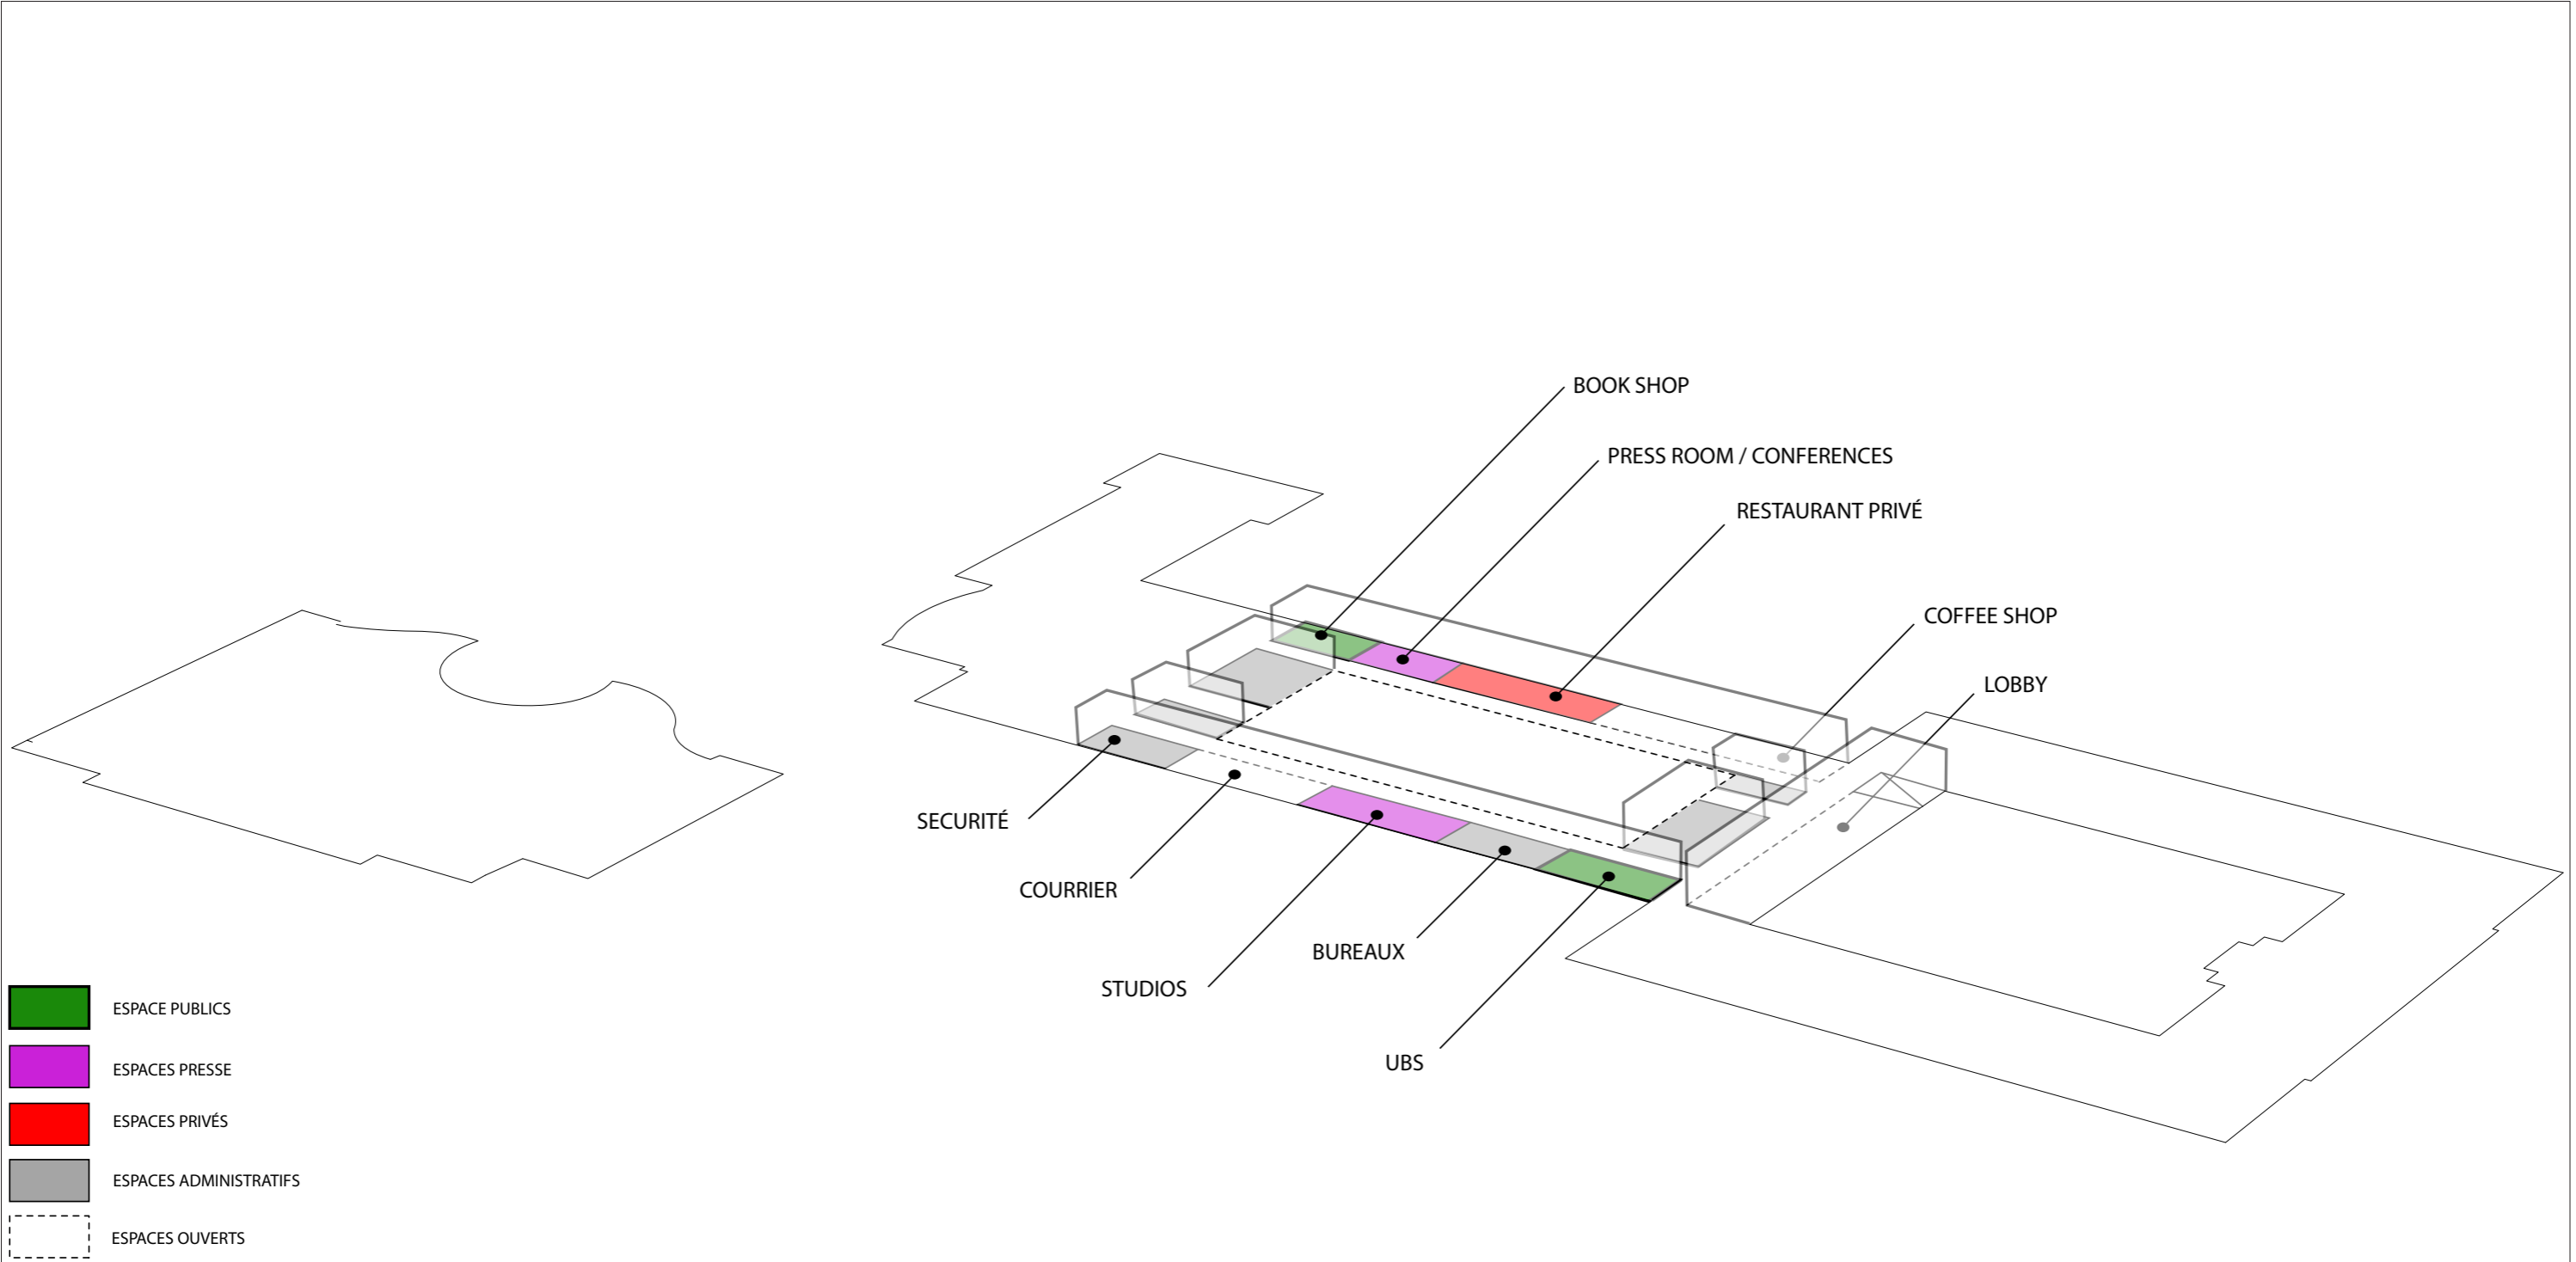 BOOK SHOP
PRESS ROOM / CONFERENCES
RESTAURANT PRIVÉ
COFFEE SHOP
LOBBY
SECURITÉ
COURRIER
BUREAUX
STUDIOS
UBS
ESPACE PUBLICS
ESPACES PRESSE
ESPACES PRIVÉS
ESPACES ADMINISTRATIFS
ESPACES OUVERTS